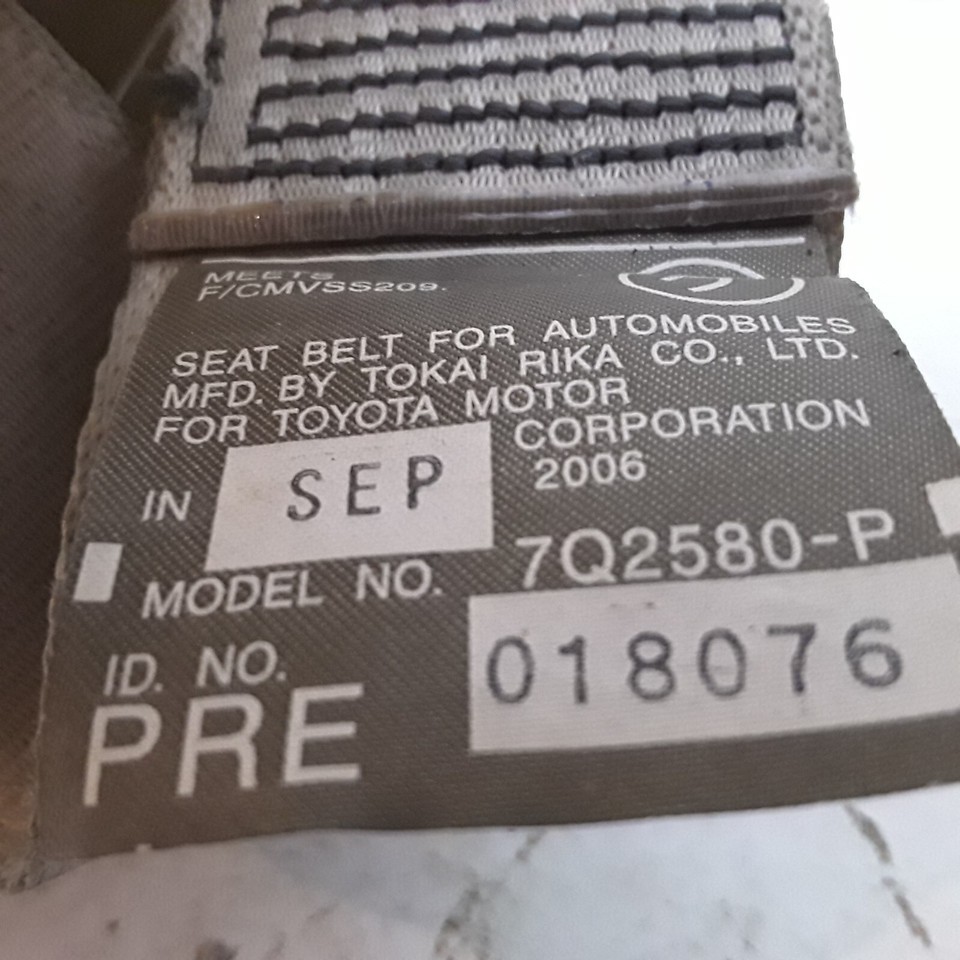 MEETS
F/CMVSS209.
SEAT BELT FOR AUTOMOBILES
MFD. BY TOKAI RIKA CO., LTD.
FOR TOYOTA MOTOR
CORPORATION
IN SEP 2006
MODEL NO. 7Q2580-P
ID. NO. 018076
PRE